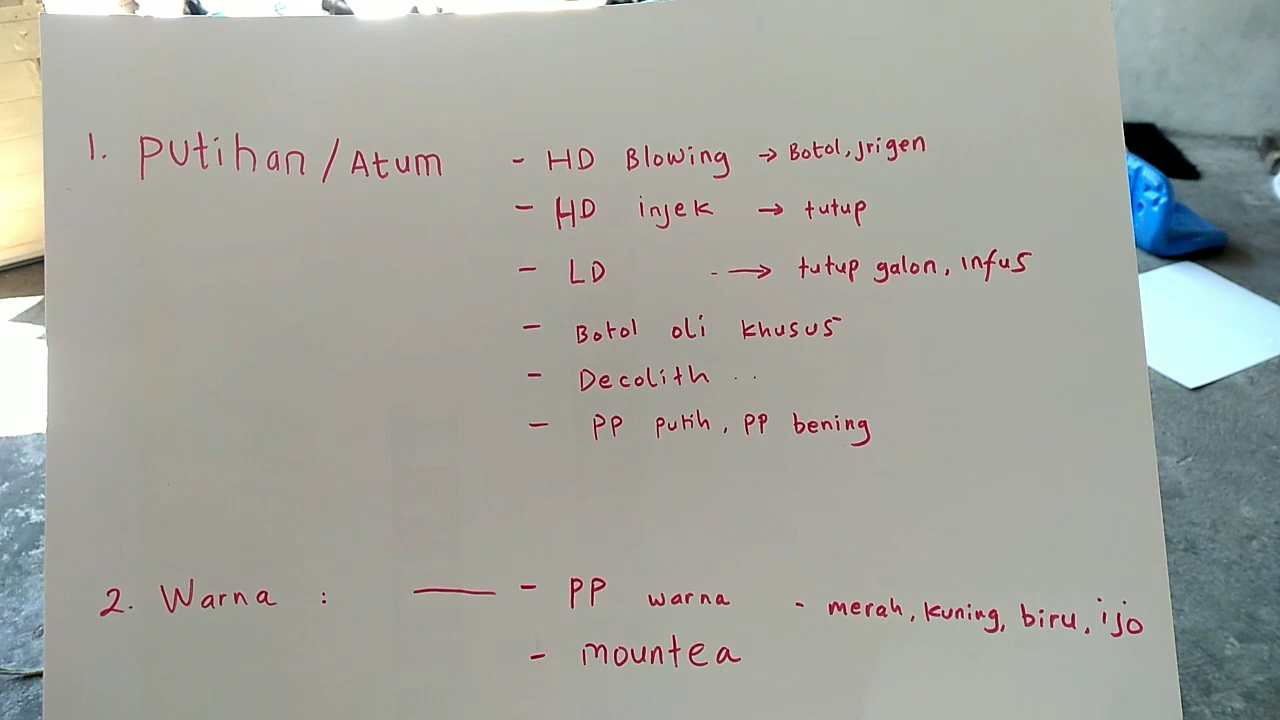 1. Putihan / Atum - HD Blowing → Botol, Jrigen
- HD injek → tutup
- LD - → tutup galon, infus
- Botol oli khusus
- Decolith ..
- PP putih, PP bening
2. Warna : — - PP warna - merah, kuning, biru, ijo
- mountea